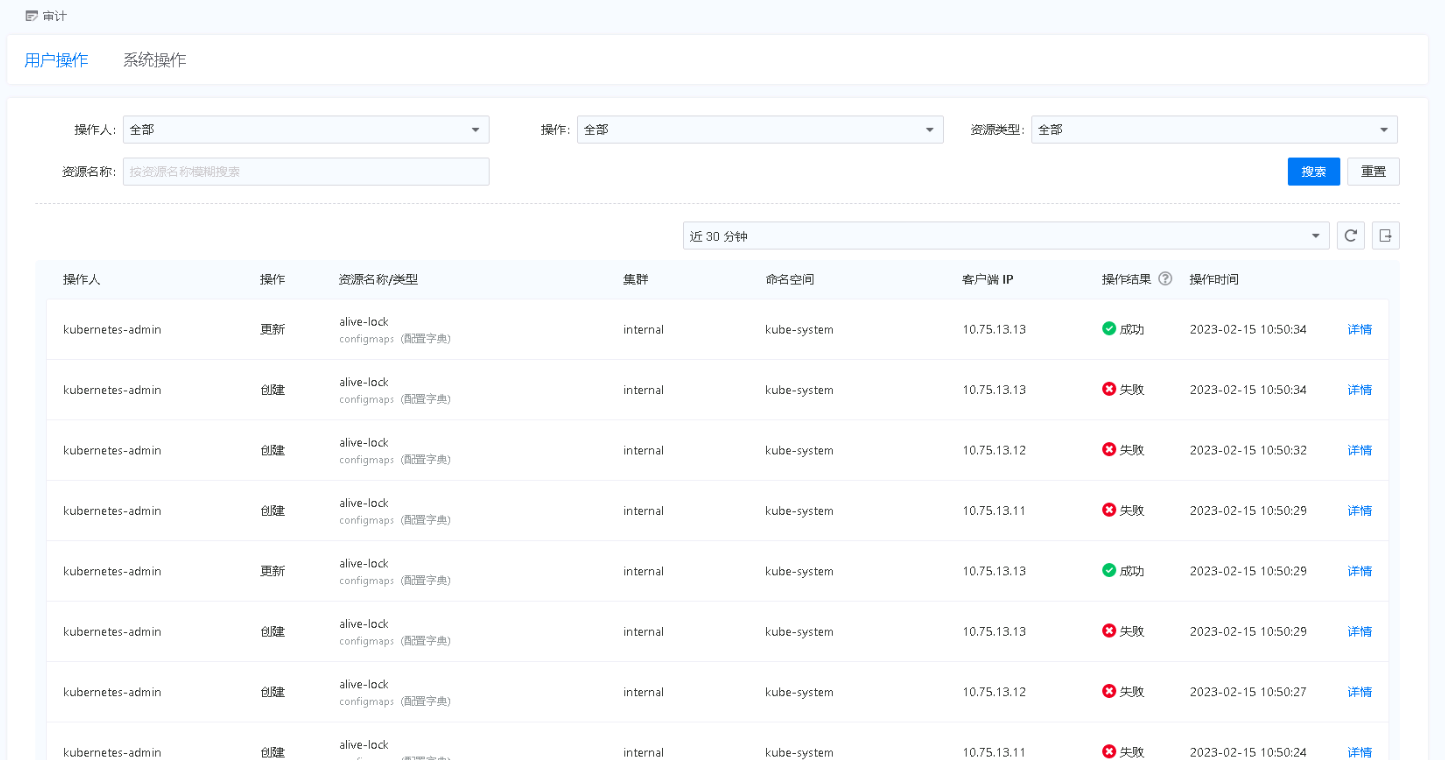 审计
用户操作 系统操作
操作人: 全部 操作: 全部 资源类型: 全部
资源名称: 按资源名称模糊搜索 搜索 重置
近 30 分钟
操作人 操作 资源名称/类型 集群 命名空间 客户端 IP 操作结果 操作时间
kubernetes-admin 更新 alive-lock internal kube-system 10.75.13.13 成功 2023-02-15 10:50:34 详情
configmaps (配置字典)
kubernetes-admin 创建 alive-lock internal kube-system 10.75.13.13 失败 2023-02-15 10:50:34 详情
configmaps (配置字典)
kubernetes-admin 创建 alive-lock internal kube-system 10.75.13.12 失败 2023-02-15 10:50:32 详情
configmaps (配置字典)
kubernetes-admin 创建 alive-lock internal kube-system 10.75.13.11 失败 2023-02-15 10:50:29 详情
configmaps (配置字典)
kubernetes-admin 更新 alive-lock internal kube-system 10.75.13.13 成功 2023-02-15 10:50:29 详情
configmaps (配置字典)
kubernetes-admin 创建 alive-lock internal kube-system 10.75.13.13 失败 2023-02-15 10:50:29 详情
configmaps (配置字典)
kubernetes-admin 创建 alive-lock internal kube-system 10.75.13.12 失败 2023-02-15 10:50:27 详情
configmaps (配置字典)
kubernetes-admin 创建 alive-lock internal kube-system 10.75.13.11 失败 2023-02-15 10:50:24 详情